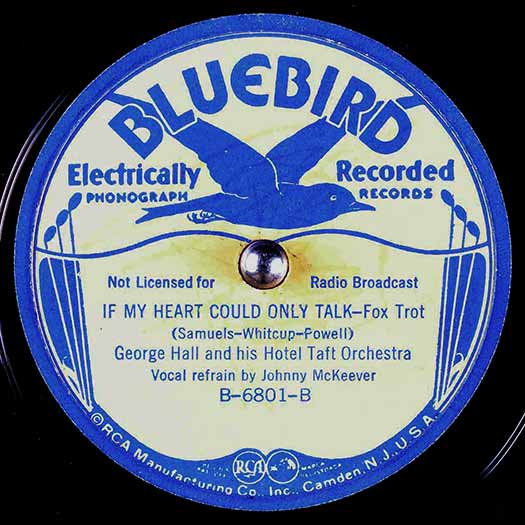 BLUEBIRD
Electrically Recorded
PHONOGRAPH RECORDS
Not Licensed for Radio Broadcast
IF MY HEART COULD ONLY TALK—Fox Trot
(Samuels-Whitcup-Powell)
George Hall and his Hotel Taft Orchestra
Vocal refrain by Johnny McKeever
B-6801-B
RCA
©RCA Manufacturing Co., Inc., Camden, N.J., U.S.A.